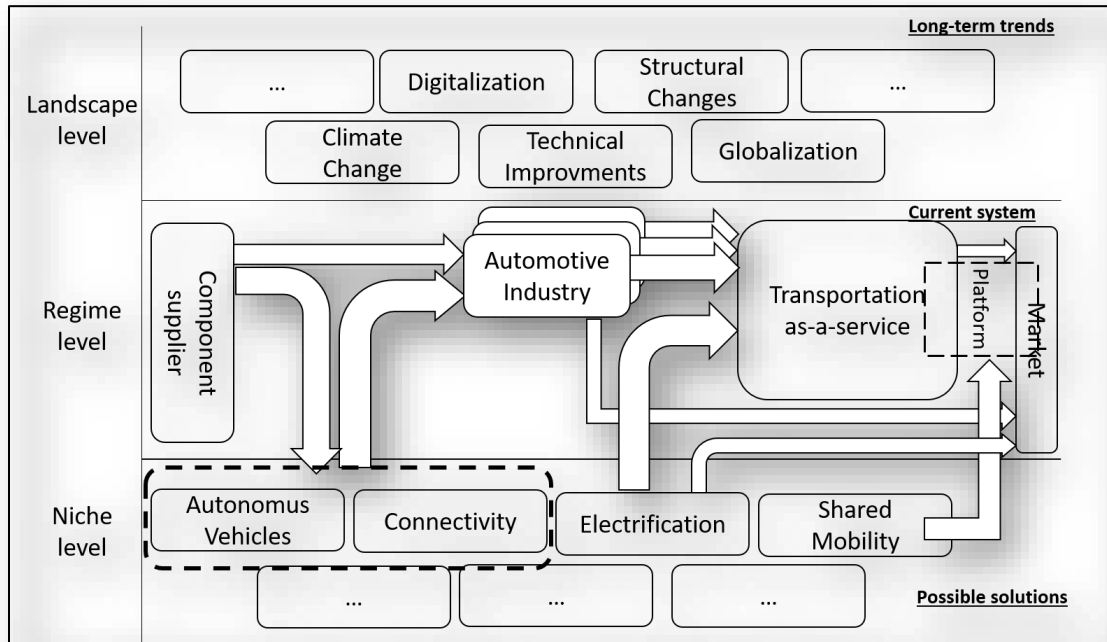 Long-term trends
Landscape
level
...
Digitalization
Structural
Changes
...
Climate
Change
Technical
Improvments
Globalization
Current system
Regime
level
Component
supplier
Automotive
Industry
Transportation
as-a-service
Platform
Market
Niche
level
Autonomus
Vehicles
Connectivity
Electrification
Shared
Mobility
...
...
...
Possible solutions